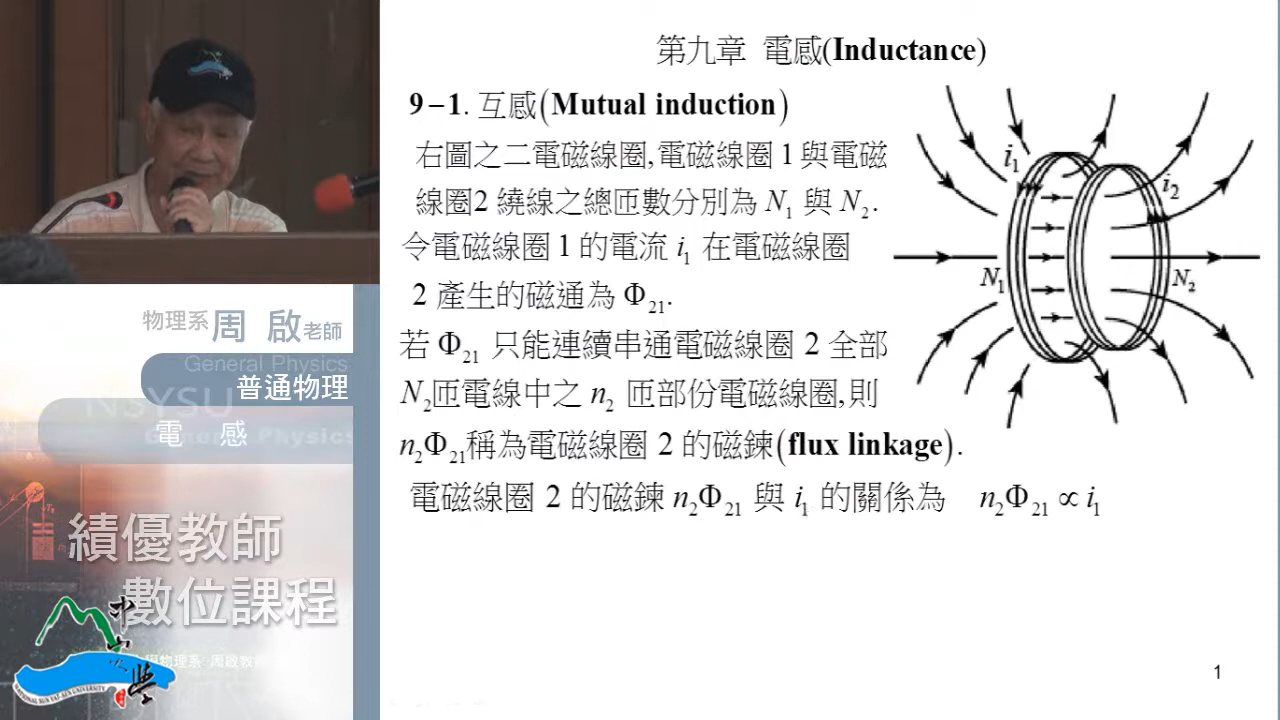 第九章 電感(Inductance)
9-1. 互感(Mutual induction)
右圖之二電磁線圈,電磁線圈 1 與電磁
線圈2 繞線之總匝數分別為 N₁ 與 N₂.
令電磁線圈 1 的電流 i₁ 在電磁線圈
2 產生的磁通為 Φ₂₁.
若 Φ₂₁ 只能連續串通電磁線圈 2 全部
N₂匝電線中之 n₂ 匝部份電磁線圈,則
n₂Φ₂₁稱為電磁線圈 2 的磁鍊(flux linkage).
電磁線圈 2 的磁鍊 n₂Φ₂₁ 與 i₁ 的關係為 n₂Φ₂₁ ∝ i₁
i₁
i₂
N₁
N₂
1
物理系周 啟老師
General Physics
普通物理
NSYSU
電 感
General Physics
績優教師
數位課程
NATIONAL SUN YAT-SEN UNIVERSITY